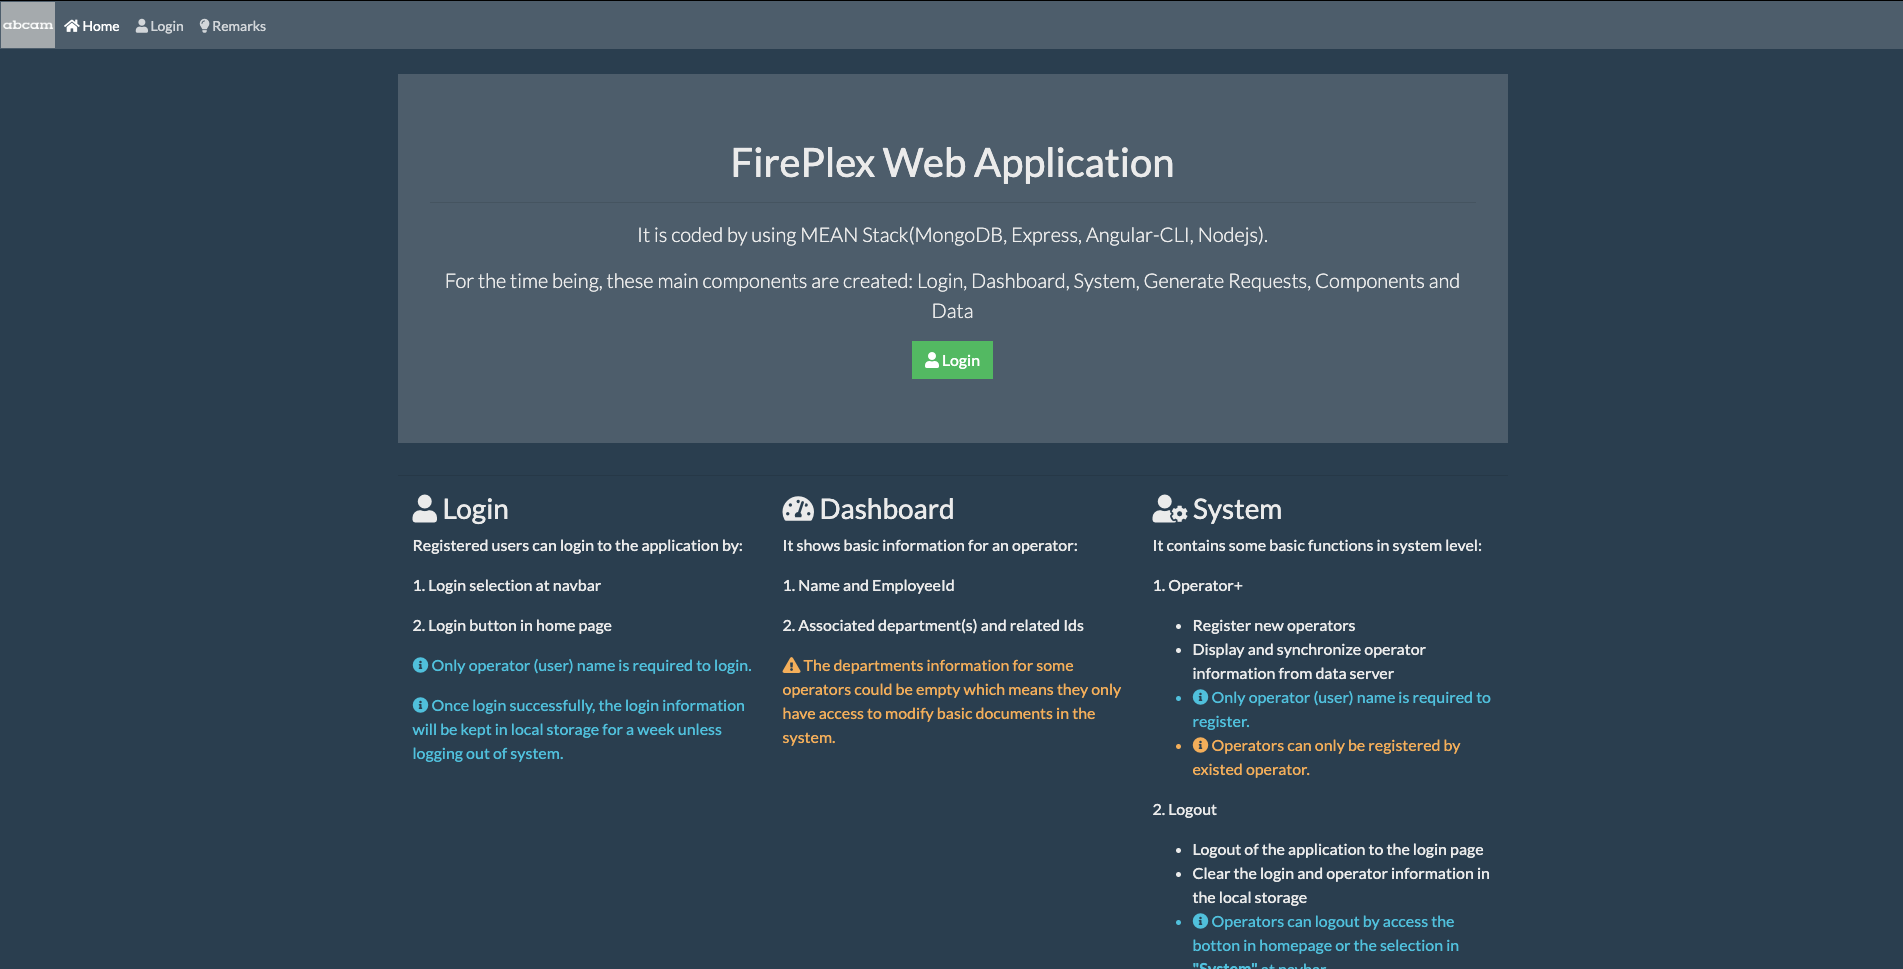 abcam Home Login Remarks
FirePlex Web Application
It is coded by using MEAN Stack(MongoDB, Express, Angular-CLI, Nodejs).
For the time being, these main components are created: Login, Dashboard, System, Generate Requests, Components and
Data
Login
Login
Registered users can login to the application by:
1. Login selection at navbar
2. Login button in home page
Only operator (user) name is required to login.
Once login successfully, the login information
will be kept in local storage for a week unless
logging out of system.
Dashboard
It shows basic information for an operator:
1. Name and EmployeeId
2. Associated department(s) and related Ids
The departments information for some
operators could be empty which means they only
have access to modify basic documents in the
system.
System
It contains some basic functions in system level:
1. Operator+
• Register new operators
• Display and synchronize operator
information from data server
• Only operator (user) name is required to
register.
• Operators can only be registered by
existed operator.
2. Logout
• Logout of the application to the login page
• Clear the login and operator information in
the local storage
• Operators can logout by access the
botton in homepage or the selection in
"System" at navbar